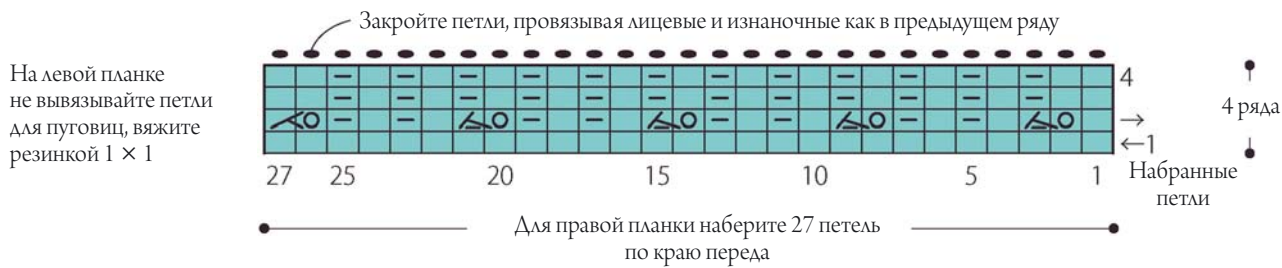 Закройте петли, провязывая лицевые и изнаночные как в предыдущем ряду
На левой планке
не вывязывайте петли
для пуговиц, вяжите
резинкой 1 × 1
4
→
←1
4 ряда
27 25 20 15 10 5 1
Набранные
петли
Для правой планки наберите 27 петель
по краю переда